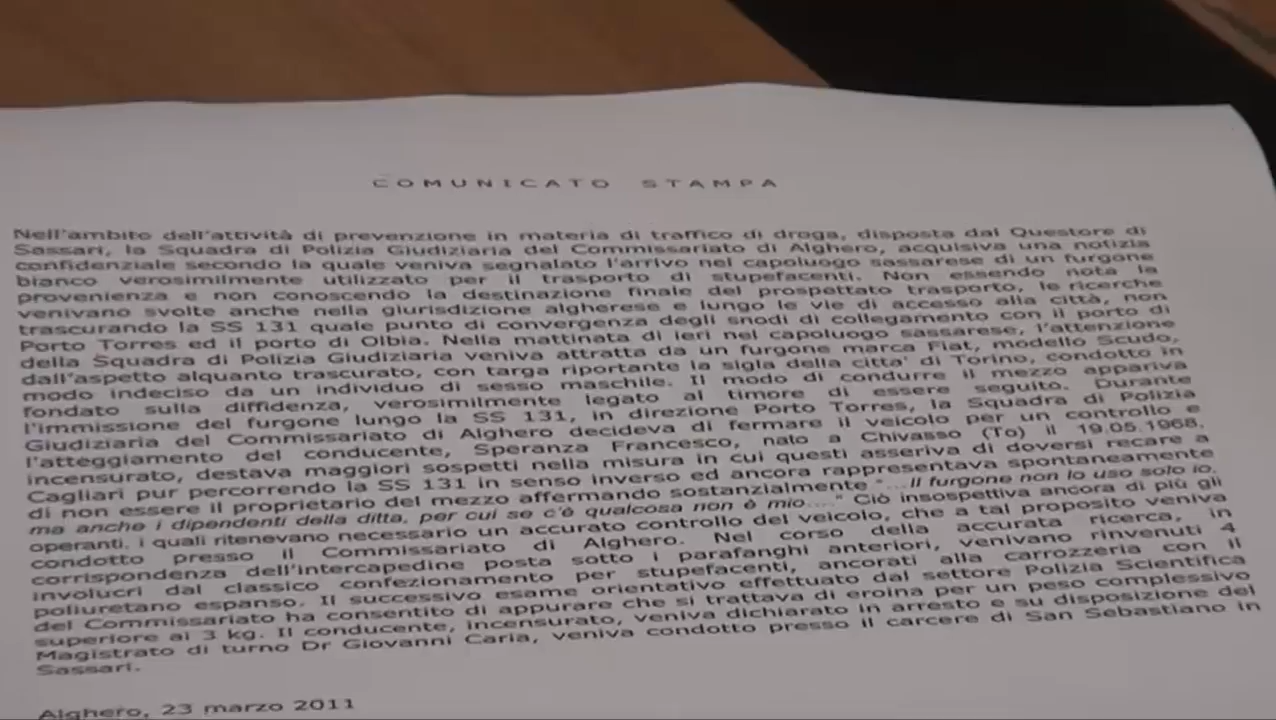 COMUNICATO STAMPA
Nell'ambito dell'attività di prevenzione in materia di traffico di droga, disposta dal Questore di
Sassari, la Squadra di Polizia Giudiziaria del Commissariato di Alghero, acquisiva una notizia
confidenziale secondo la quale veniva segnalato l'arrivo nel capoluogo sassarese di un furgone
bianco verosimilmente utilizzato per il trasporto di stupefacenti. Non essendo nota la
provenienza e non conoscendo la destinazione finale del prospettato trasporto, le ricerche
venivano svolte anche nella giurisdizione algherese e lungo le vie di accesso alla città, non
trascurando la SS 131 quale punto di convergenza degli snodi di collegamento con il porto di
Porto Torres ed il porto di Olbia. Nella mattinata di ieri nel capoluogo sassarese, l'attenzione
della Squadra di Polizia Giudiziaria veniva attratta da un furgone marca Fiat, modello Scudo,
dall'aspetto alquanto trascurato, con targa riportante la sigla della citta' di Torino, condotto in
modo indeciso da un individuo di sesso maschile. Il modo di condurre il mezzo appariva
fondato sulla diffidenza, verosimilmente legato al timore di essere seguito. Durante
l'immissione del furgone lungo la SS 131, in direzione Porto Torres, la Squadra di Polizia
Giudiziaria del Commissariato di Alghero decideva di fermare il veicolo per un controllo e
l'atteggiamento del conducente, Speranza Francesco, nato a Chivasso (To) il 19.05.1968,
incensurato, destava maggiori sospetti nella misura in cui questi asseriva di doversi recare a
Cagliari pur percorrendo la SS 131 in senso inverso ed ancora rappresentava spontaneamente
di non essere il proprietario del mezzo affermando sostanzialmente "...Il furgone non lo uso solo io,
ma anche i dipendenti della ditta, per cui se c'è qualcosa non è mio...." Ciò insospettiva ancora di più gli
operanti, i quali ritenevano necessario un accurato controllo del veicolo, che a tal proposito veniva
condotto presso il Commissariato di Alghero. Nel corso della accurata ricerca, in
corrispondenza dell'intercapedine posta sotto i parafanghi anteriori, venivano rinvenuti 4
involucri dal classico confezionamento per stupefacenti, ancorati alla carrozzeria con il
poliuretano espanso. Il successivo esame orientativo effettuato dal settore Polizia Scientifica
del Commissariato ha consentito di appurare che si trattava di eroina per un peso complessivo
superiore ai 3 kg. Il conducente, incensurato, veniva dichiarato in arresto e su disposizione del
Magistrato di turno Dr Giovanni Caria, veniva condotto presso il carcere di San Sebastiano in
Sassari.
Alghero, 23 marzo 2011